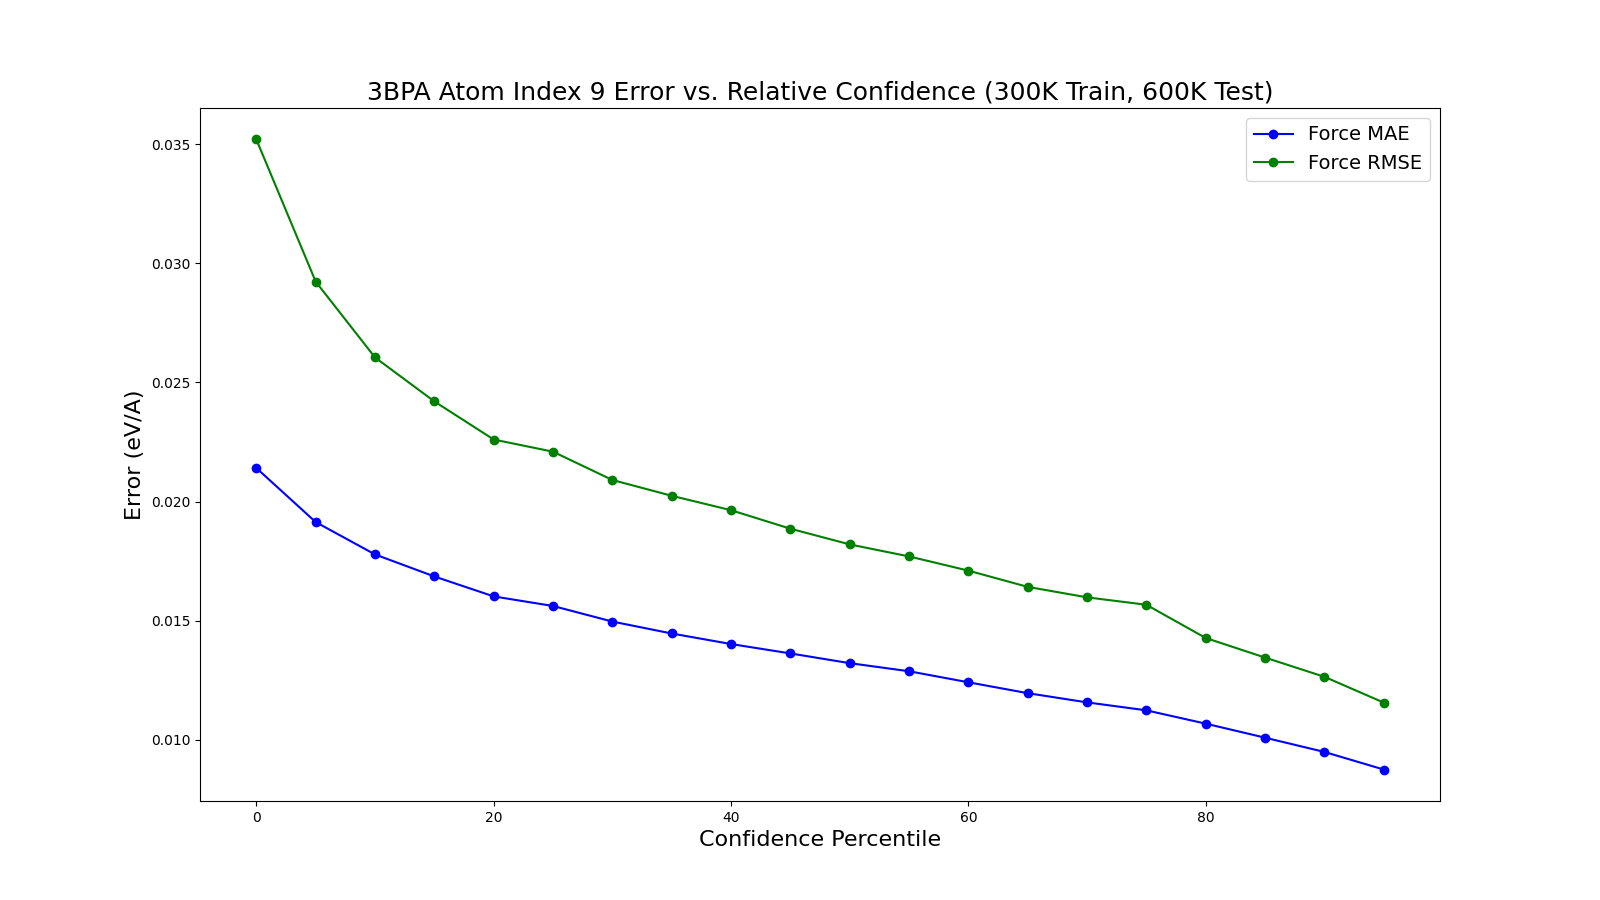 3BPA Atom Index 9 Error vs. Relative Confidence (300K Train, 600K Test)
Force MAE
Force RMSE
0.035
0.030
0.025
0.020
0.015
0.010
Error (eV/A)
0 20 40 60 80
Confidence Percentile